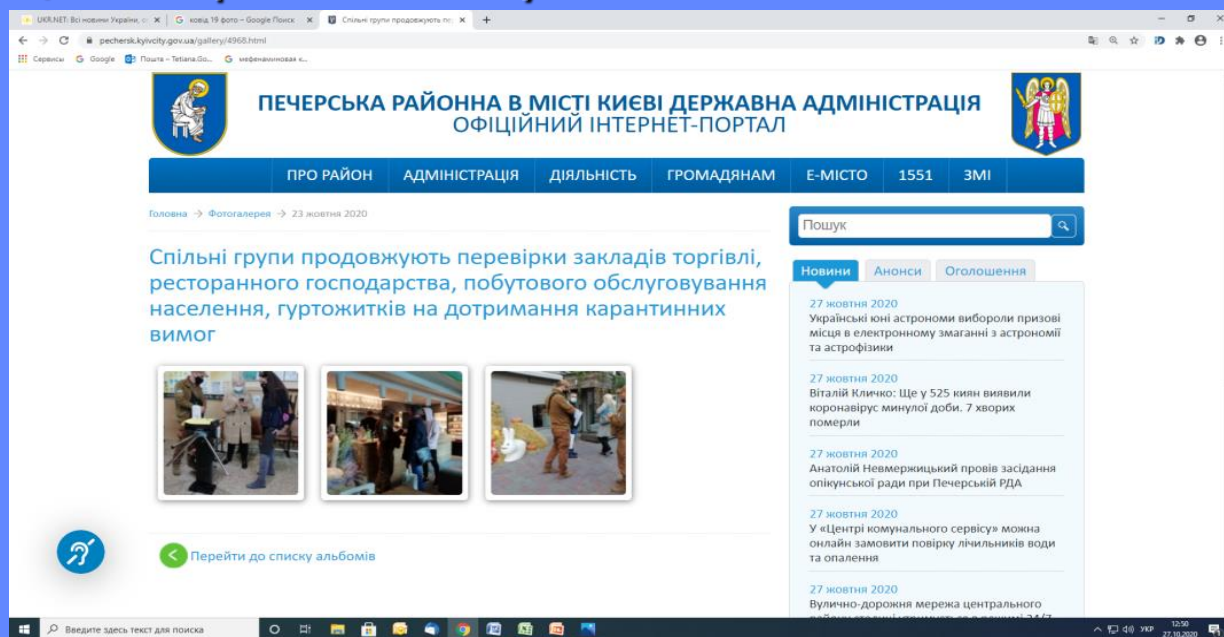 UKR.NET: Всі новини України, о
ковід 19 фото - Google Поиск
Спільні групи продовжують пе
pechersk.kyivcity.gov.ua/gallery/4968.html
Сервисы
Google
Пошта – Tetiana.Go...
мефенаминовая к...
ПЕЧЕРСЬКА РАЙОННА В МІСТІ КИЄВІ ДЕРЖАВНА АДМІНІСТРАЦІЯ
ОФІЦІЙНИЙ ІНТЕРНЕТ-ПОРТАЛ
ПРО РАЙОН АДМІНІСТРАЦІЯ ДІЯЛЬНІСТЬ ГРОМАДЯНАМ Е-МІСТО 1551 ЗМІ
Головна → Фотогалерея → 23 жовтня 2020
Спільні групи продовжують перевірки закладів торгівлі,
ресторанного господарства, побутового обслуговування
населення, гуртожитків на дотримання карантинних
вимог
Перейти до списку альбомів
Пошук
Новини Анонси Оголошення
27 жовтня 2020
Українські юні астрономи вибороли призові
місця в електронному змаганні з астрономії
та астрофізики
27 жовтня 2020
Віталій Кличко: Ще у 525 киян виявили
коронавірус минулої доби. 7 хворих
померли
27 жовтня 2020
Анатолій Невмержицький провів засідання
опікунської ради при Печерській РДА
27 жовтня 2020
У «Центрі комунального сервісу» можна
онлайн замовити повірку лічильників води
та опалення
27 жовтня 2020
Вулично-дорожня мережа центрального
Введите здесь текст для поиска
УКР
12:50
27.10.2020